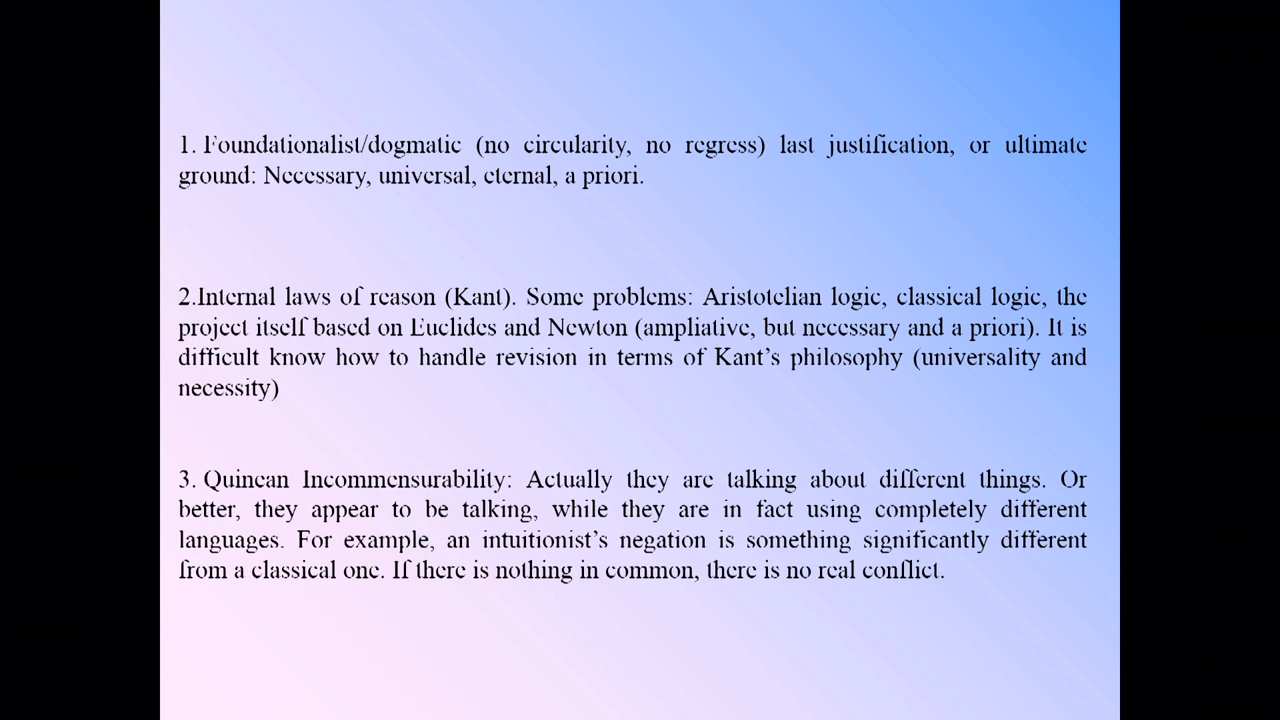 1. Foundationalist/dogmatic (no circularity, no regress) last justification, or ultimate
ground: Necessary, universal, eternal, a priori.
2.Internal laws of reason (Kant). Some problems: Aristotelian logic, classical logic, the
project itself based on Euclides and Newton (ampliative, but necessary and a priori). It is
difficult know how to handle revision in terms of Kant's philosophy (universality and
necessity)
3. Quinean Incommensurability: Actually they are talking about different things. Or
better, they appear to be talking, while they are in fact using completely different
languages. For example, an intuitionist's negation is something significantly different
from a classical one. If there is nothing in common, there is no real conflict.